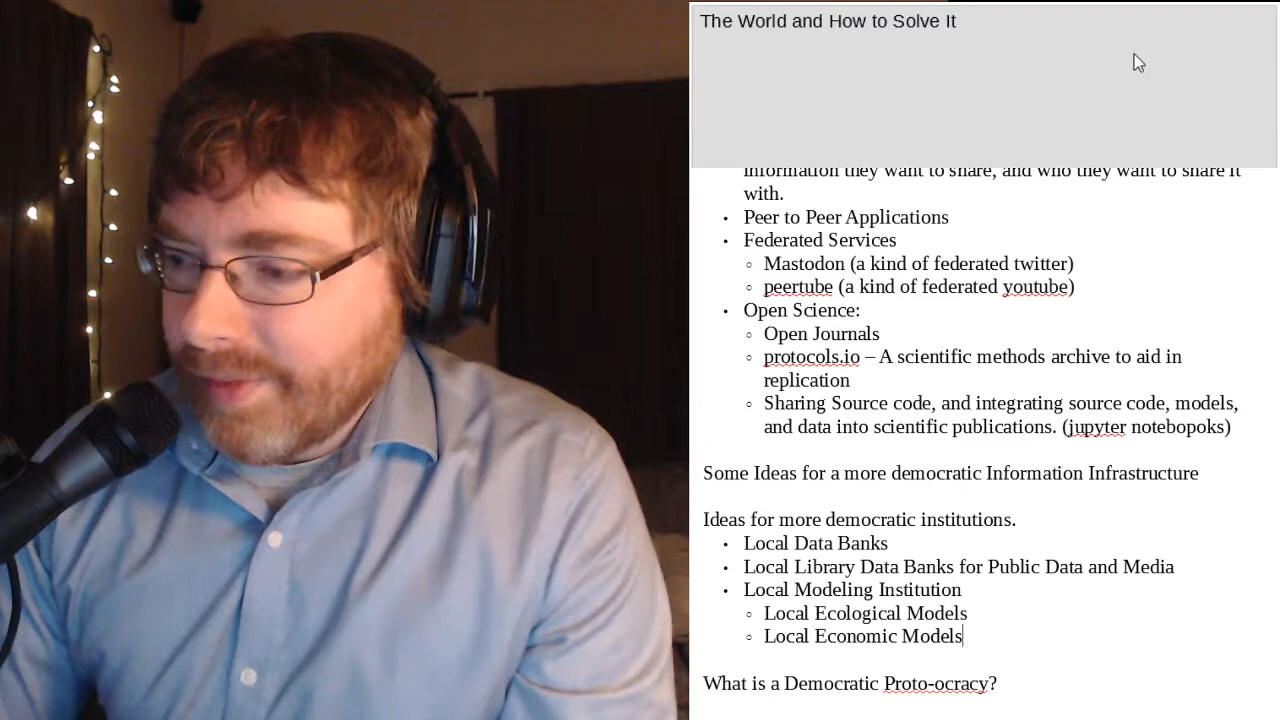 The World and How to Solve It
information they want to share, and who they want to share it
with.
• Peer to Peer Applications
• Federated Services
◦ Mastodon (a kind of federated twitter)
◦ peertube (a kind of federated youtube)
• Open Science:
◦ Open Journals
◦ protocols.io – A scientific methods archive to aid in
replication
◦ Sharing Source code, and integrating source code, models,
and data into scientific publications. (jupyter notebopoks)
Some Ideas for a more democratic Information Infrastructure
Ideas for more democratic institutions.
• Local Data Banks
• Local Library Data Banks for Public Data and Media
• Local Modeling Institution
◦ Local Ecological Models
◦ Local Economic Models
What is a Democratic Proto-ocracy?